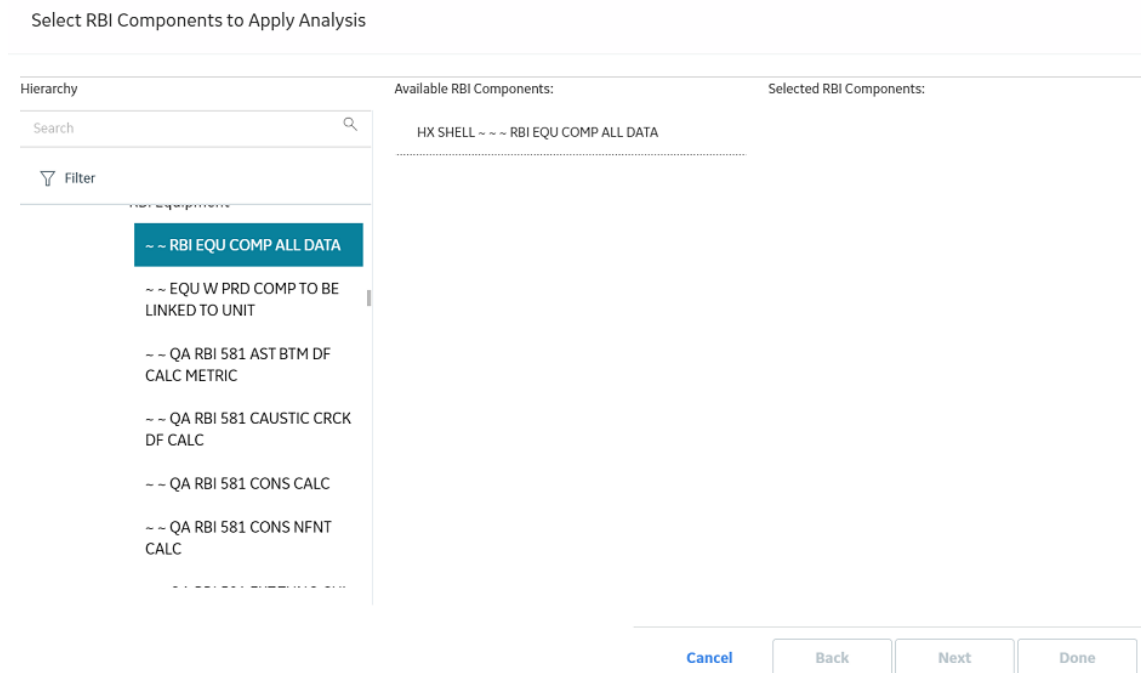 Select RBI Components to Apply Analysis
Hierarchy
Search
Filter
~ ~ RBI EQU COMP ALL DATA
~ ~ EQU W PRD COMP TO BE
LINKED TO UNIT
~ ~ QA RBI 581 AST BTM DF
CALC METRIC
~ ~ QA RBI 581 CAUSTIC CRCK
DF CALC
~ ~ QA RBI 581 CONS CALC
~ ~ QA RBI 581 CONS NFNT
CALC
Available RBI Components:
HX SHELL ~ ~ ~ RBI EQU COMP ALL DATA
Selected RBI Components:
Cancel
Back
Next
Done